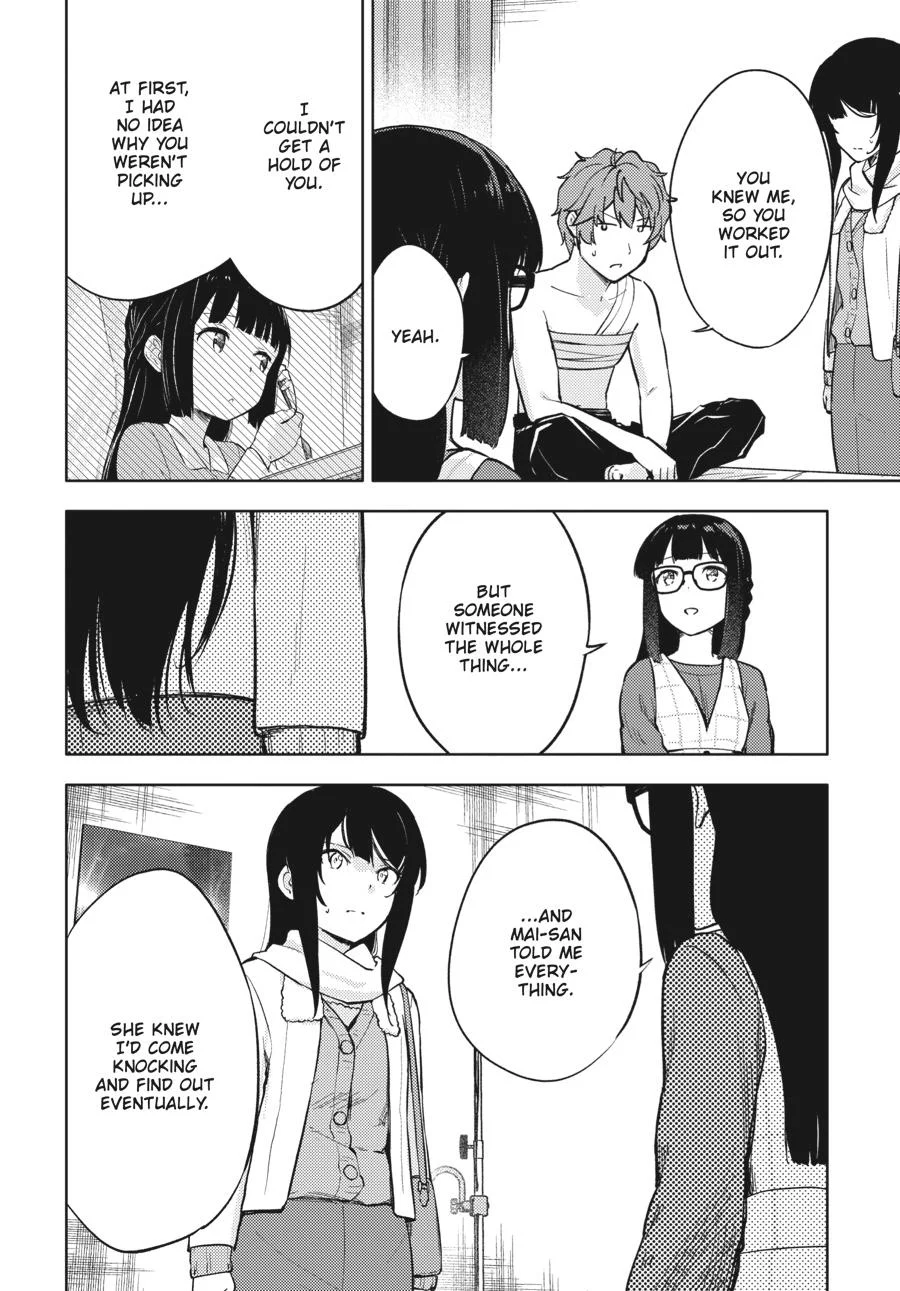 YOU
KNEW ME,
SO YOU
WORKED
IT OUT.
YEAH.
I
COULDN'T
GET A
HOLD OF
YOU.
AT FIRST,
I HAD
NO IDEA
WHY YOU
WEREN'T
PICKING
UP...
BUT
SOMEONE
WITNESSED
THE WHOLE
THING...
...AND
MAI-SAN
TOLD ME
EVERY-
THING.
SHE KNEW
I'D COME
KNOCKING
AND FIND OUT
EVENTUALLY.